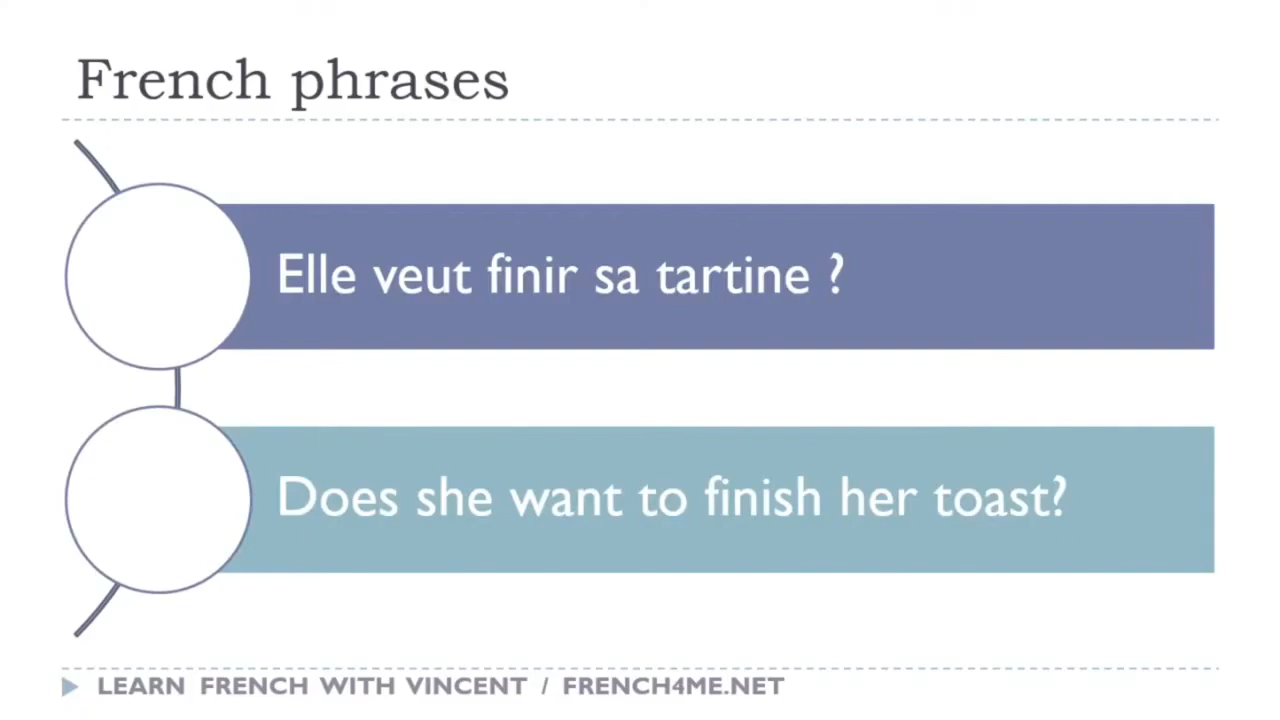 French phrases
Elle veut finir sa tartine ?
Does she want to finish her toast?
LEARN FRENCH WITH VINCENT / FRENCH4ME.NET